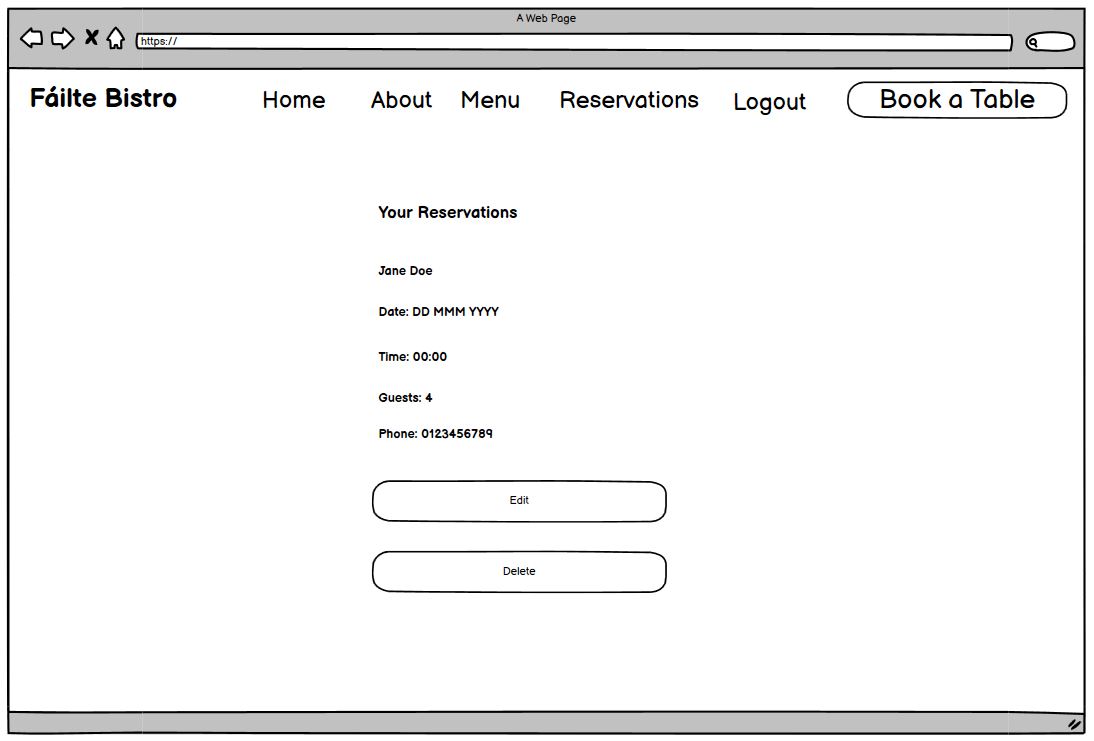 A Web Page
https://
Fáilte Bistro Home About Menu Reservations Logout Book a Table
Your Reservations
Jane Doe
Date: DD MMM YYYY
Time: 00:00
Guests: 4
Phone: 0123456789
Edit
Delete